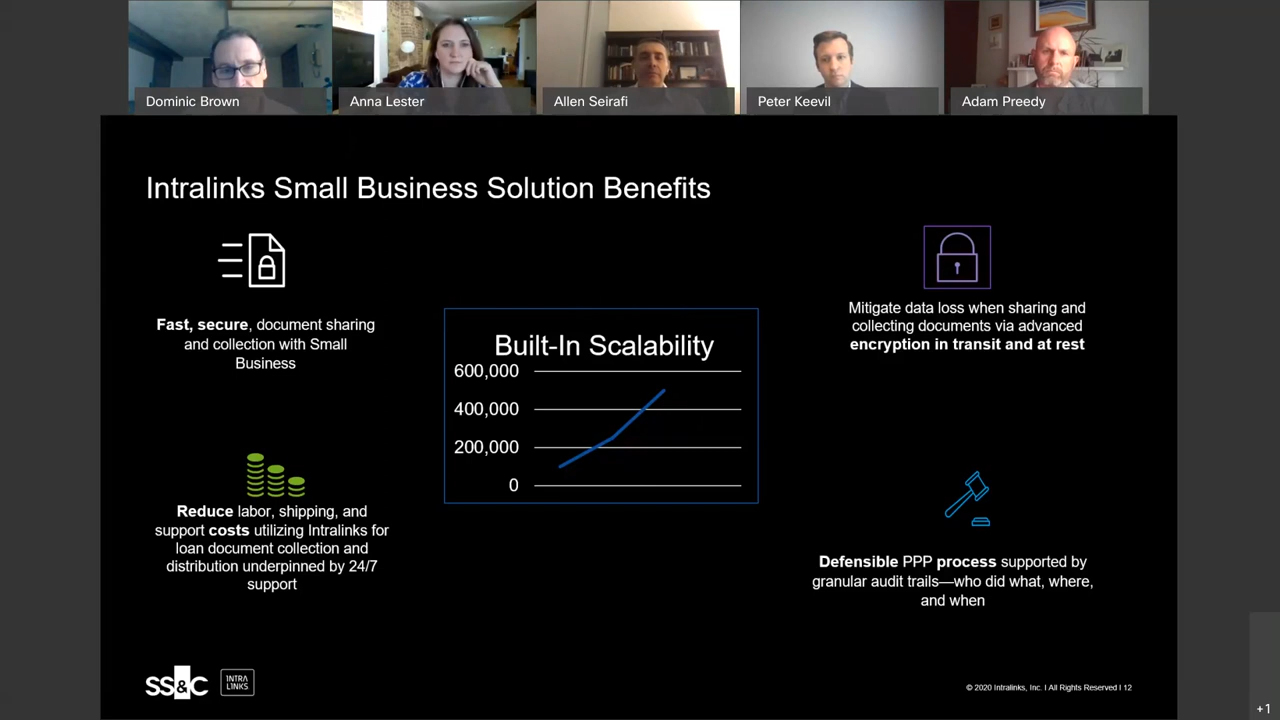 Dominic Brown
Anna Lester
Allen Seirafi
Peter Keevil
Adam Preedy
Intralinks Small Business Solution Benefits
Fast, secure, document sharing
and collection with Small
Business
Built-In Scalability
600,000
400,000
200,000
0
Mitigate data loss when sharing and
collecting documents via advanced
encryption in transit and at rest
Reduce labor, shipping, and
support costs utilizing Intralinks for
loan document collection and
distribution underpinned by 24/7
support
Defensible PPP process supported by
granular audit trails—who did what, where,
and when
SS&C
INTRA
LINKS
© 2020 Intralinks, Inc. I All Rights Reserved I 12
+1